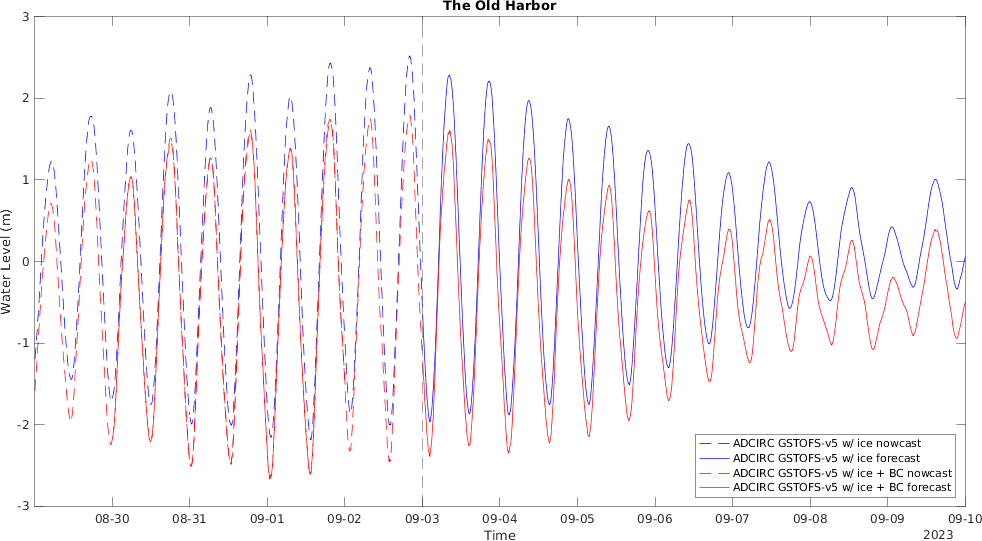 The Old Harbor
3
2
1
0
-1
-2
-3
Water Level (m)
ADCIRC GSTOFS-v5 w/ ice nowcast
ADCIRC GSTOFS-v5 w/ ice forecast
ADCIRC GSTOFS-v5 w/ ice + BC nowcast
ADCIRC GSTOFS-v5 w/ ice + BC forecast
08-30 08-31 09-01 09-02 09-03 09-04 09-05 09-06 09-07 09-08 09-09 09-10
Time
2023